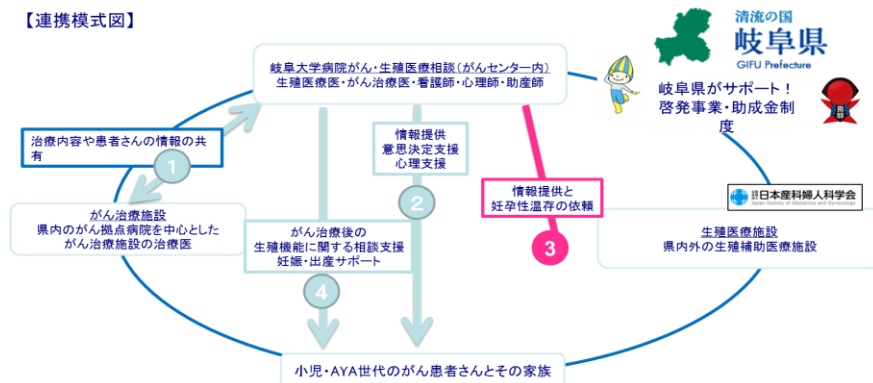 【連携模式図】
清流の国
岐阜県
GIFU Prefecture
岐阜大学病院がん・生殖医療相談(がんセンター内)
生殖医療医・がん治療医・看護師・心理師・助産師
岐阜県がサポート！
啓発事業・助成金制
度
治療内容や患者さんの情報の共
有
1
情報提供
意思決定支援
心理支援
2
情報提供と
妊孕性温存の依頼
3
日本産科婦人科学会
Japan Society of Obstetrics and Gynecology
がん治療施設
県内のがん拠点病院を中心とした
がん治療施設の治療医
がん治療後の
生殖機能に関する相談支援
妊娠・出産サポート
4
生殖医療施設
県内外の生殖補助医療施設
小児・AYA世代のがん患者さんとその家族